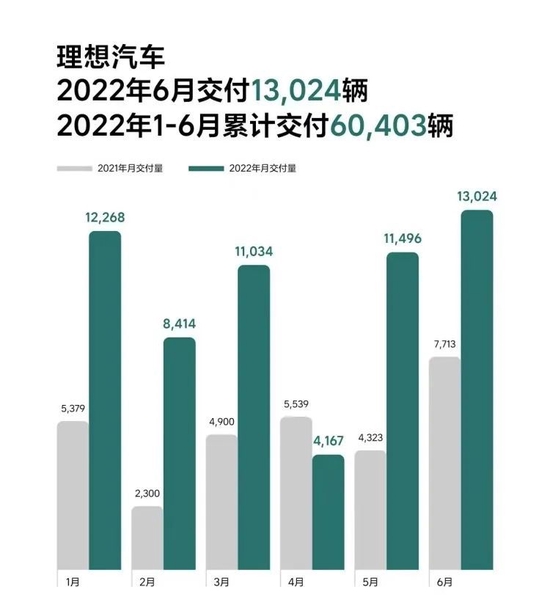 理想汽车
2022年6月交付13,024辆
2022年1-6月累计交付60,403辆
2021年月交付量 2022年月交付量
13,024
12,268
11,496
11,034
8,414
7,713
5,539
5,379
4,900
4,167
4,323
2,300
1月 2月 3月 4月 5月 6月